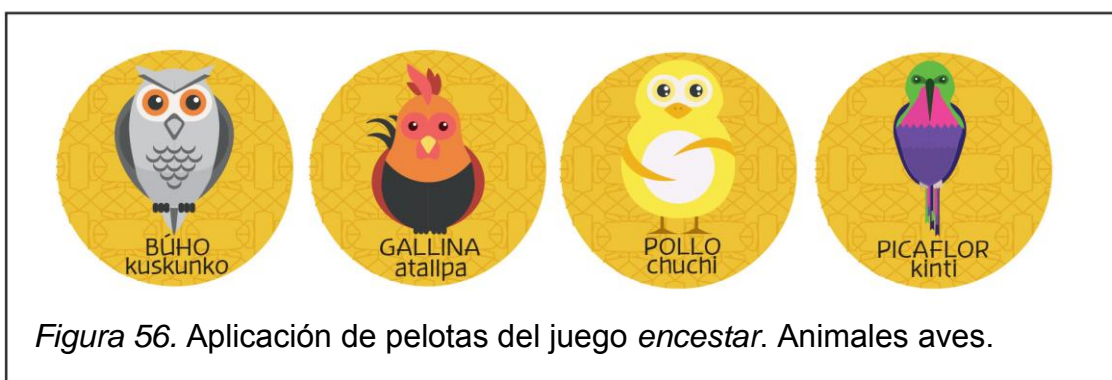 BÚHO
kuskunko
GALLINA
atallpa
POLLO
chuchi
PICAFLOR
kinti
Figura 56. Aplicación de pelotas del juego encestar. Animales aves.